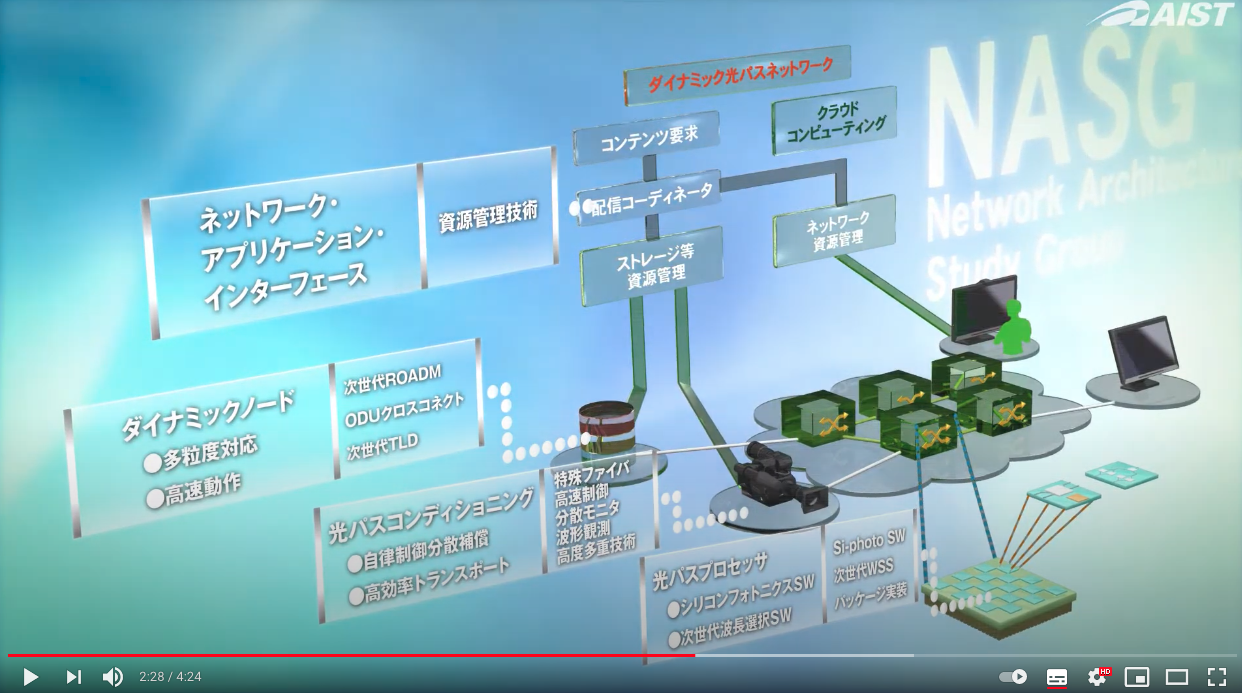 AIST
NASG
Network Architecture
Study Group
ダイナミック光パスネットワーク
クラウド
コンピューティング
コンテンツ要求
配信コーディネータ
ネットワーク
資源管理
ストレージ等
資源管理
ネットワーク・
アプリケーション・
インターフェース
資源管理技術
ダイナミックノード
●多粒度対応
●高速動作
次世代ROADM
ODUクロスコネクト
次世代TLD
光パスコンディショニング
●自律制御分散補償
●高効率トランスポート
特殊ファイバ
高速制御
分散モニタ
波形観測
高度多重技術
光パスプロセッサ
●シリコンフォトニクスSW
●次世代波長選択SW
Si-photo SW
次世代WSS
パッケージ実装
2:28 / 4:24
HD